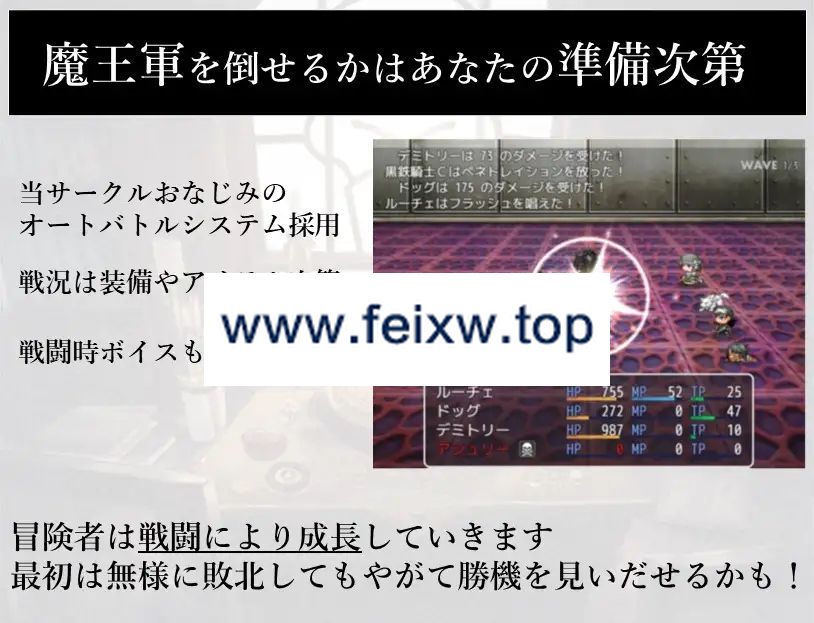 魔王軍を倒せるかはあなたの準備次第
当サークルおなじみの
オートバトルシステム採用
戦況は装備やア
戦闘時ボイスも
www.feixw.top
デミトリーは 73 のダメージを受けた！
黒鉄騎士Cはペネトレイションを放った！
ドッグは 175 のダメージを受けた！
ルーチェはフラッシュを唱えた！
WAVE 1/3
ルーチェ HP 755 MP 52 TP 25
ドッグ HP 272 MP 0 TP 47
デミトリー HP 987 MP 0 TP 10
アシュリー HP 0 MP 0 TP 0
冒険者は戦闘により成長していきます
最初は無様に敗北してもやがて勝機を見いだせるかも！